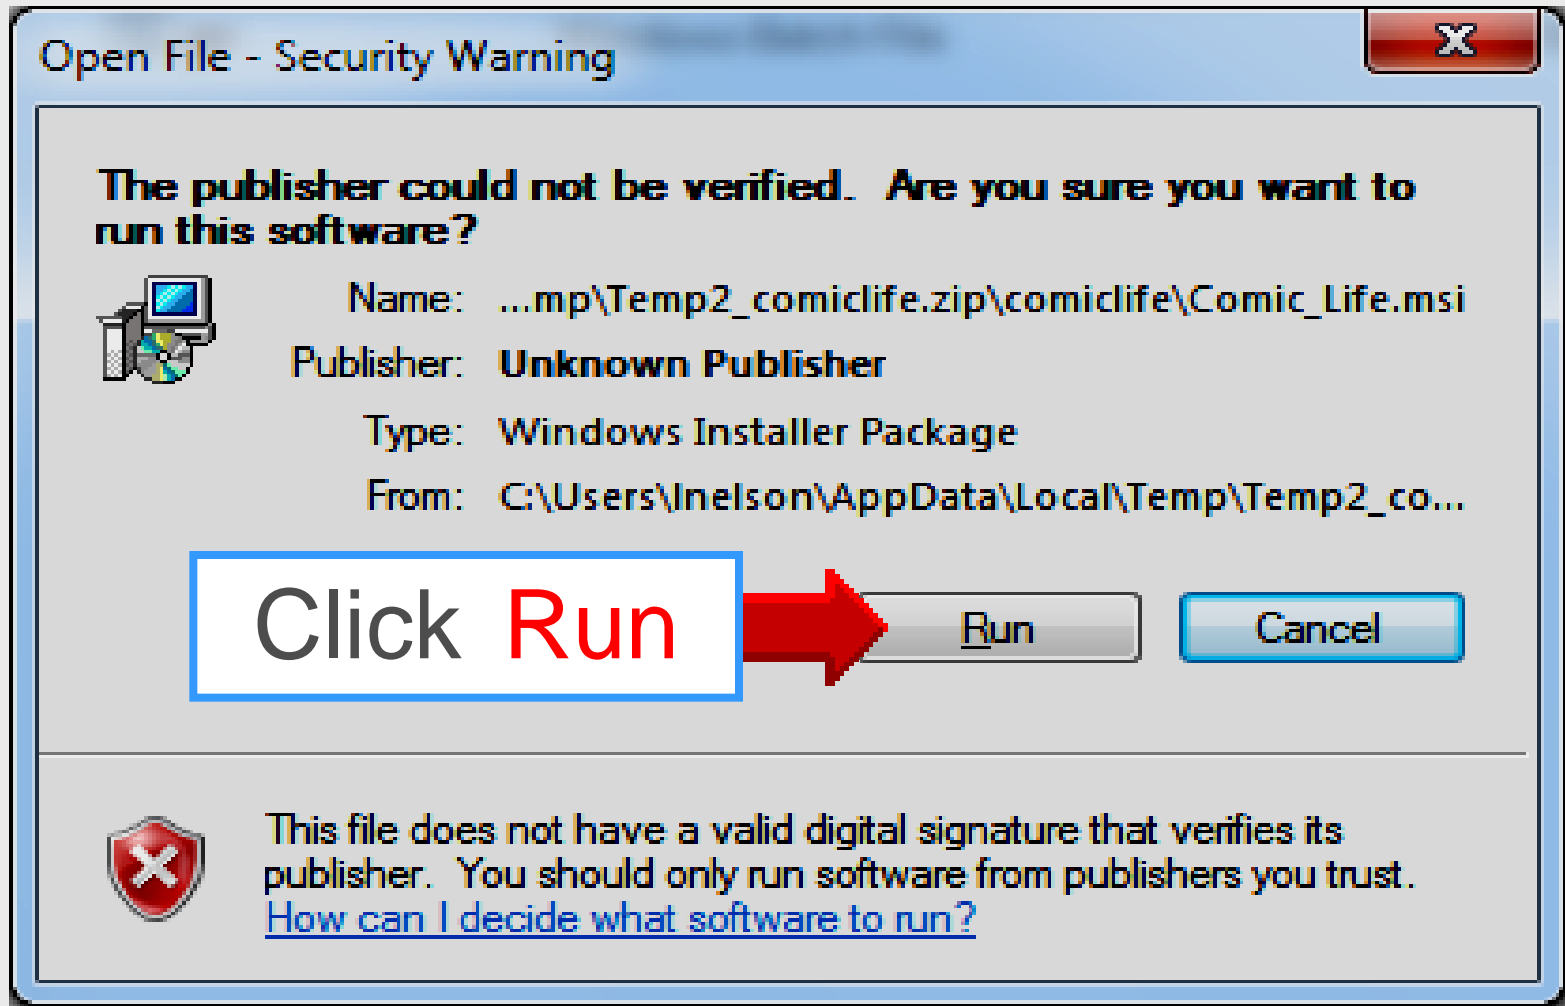 Open File - Security Warning
The publisher could not be verified.  Are you sure you want to
run this software?
Name: ...mp\Temp2_comiclife.zip\comiclife\Comic_Life.msi
Publisher: Unknown Publisher
Type: Windows Installer Package
From: C:\Users\lnelson\AppData\Local\Temp\Temp2_co...
Click Run
Run Cancel
This file does not have a valid digital signature that verifies its
publisher.  You should only run software from publishers you trust.
How can I decide what software to run?